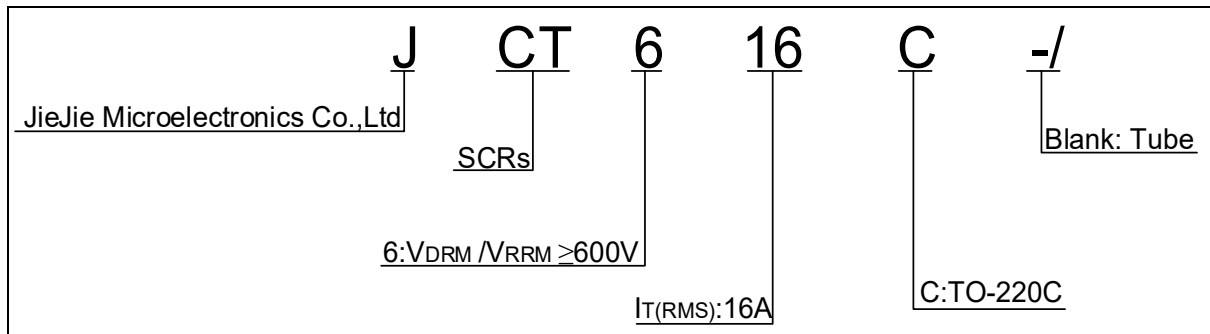 J CT 6 16 C -/
JieJie Microelectronics Co.,Ltd
Blank: Tube
SCRs
6:VDRM /VRRM ≥600V
C:TO-220C
IT(RMS):16A